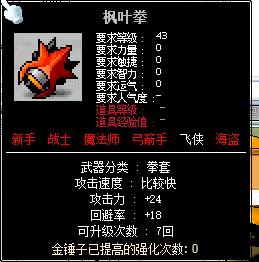 枫叶拳
要求等级： 43
要求力量： 0
要求敏捷： 0
要求智力： 0
要求运气： 0
要求人气度： -
道具等级： -
道具经验值： -
新手 战士 魔法师 弓箭手 飞侠 海盗
武器分类 : 拳套
攻击速度 : 比较快
攻击力 : +24
回避率 : +18
可升级次数 : 7回
金锤子已提高的强化次数: 0